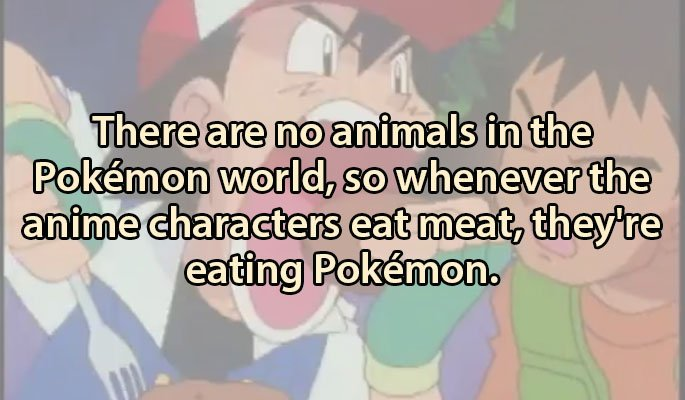 There are no animals in the
Pokémon world, so whenever the
anime characters eat meat, they're
eating Pokémon.